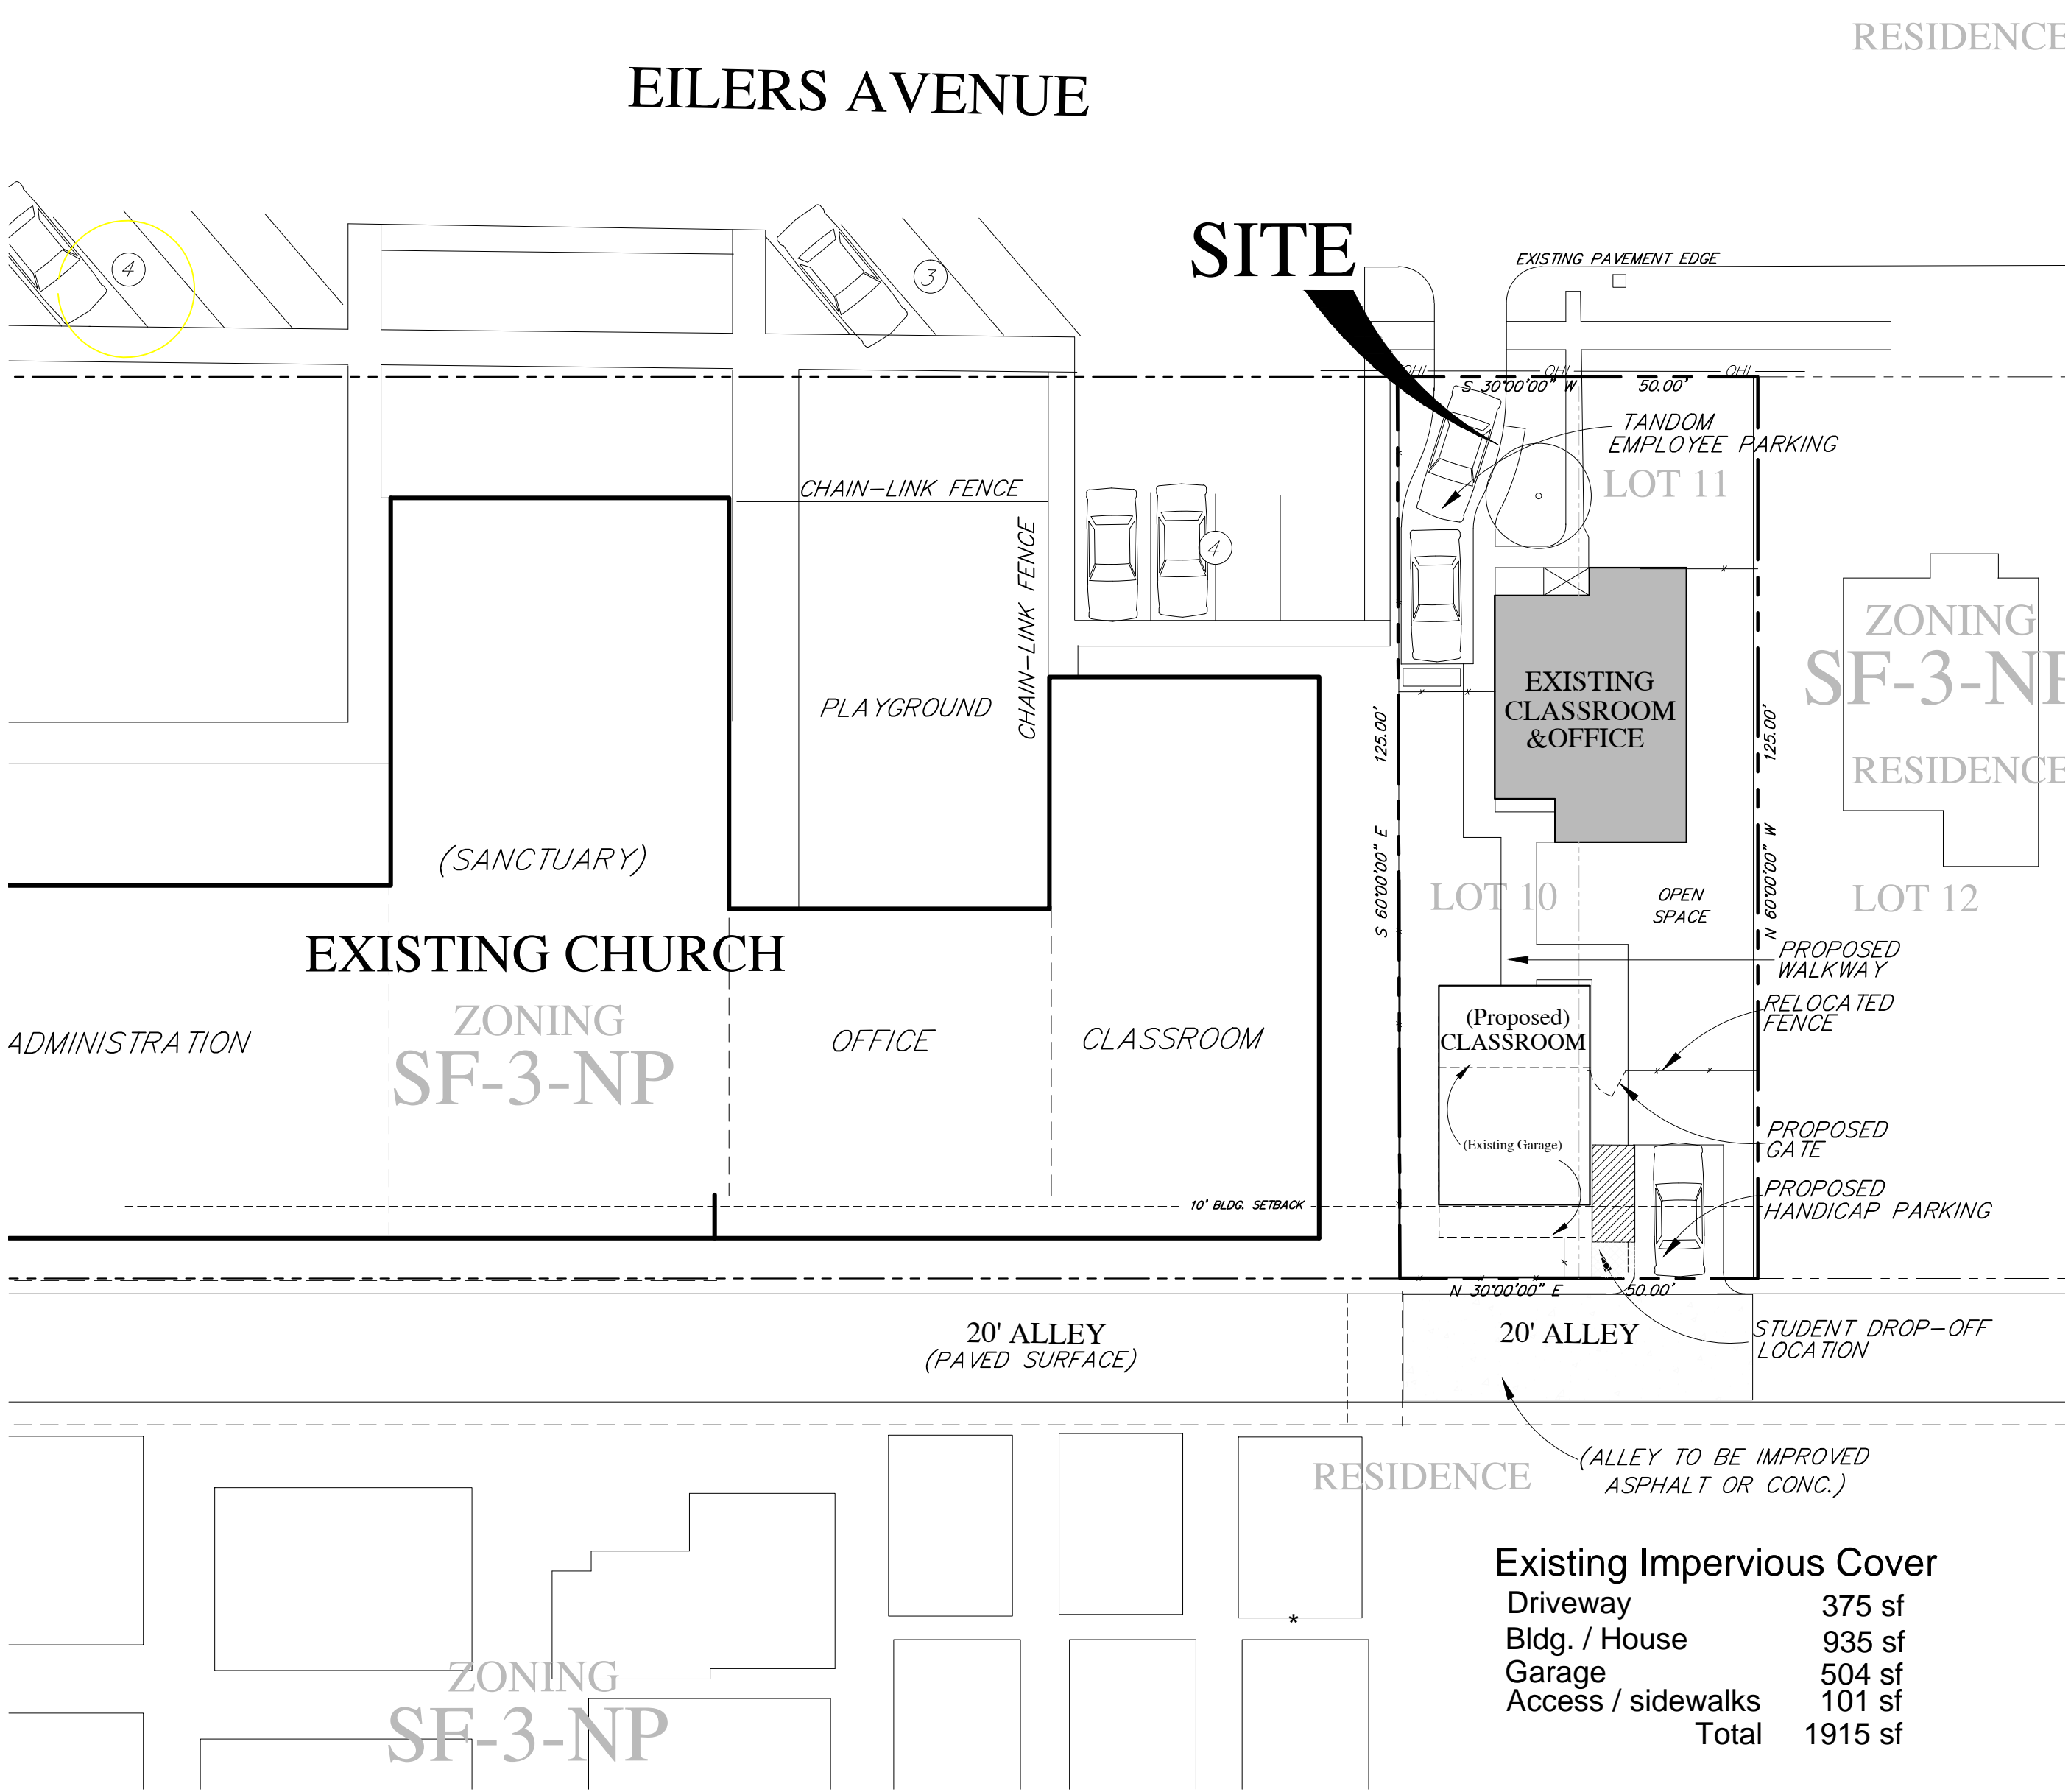 RESIDENCE
EILERS AVENUE
SITE
EXISTING PAVEMENT EDGE
4
3
OHL
OHL
OHL
S 30°00'00" W 50.00'
TANDOM
EMPLOYEE PARKING
LOT 11
CHAIN-LINK FENCE
CHAIN-LINK FENCE
4
PLAYGROUND
EXISTING
CLASSROOM
&OFFICE
ZONING
SF-3-NP
RESIDENCE
125.00'
S 60°00'00" E
125.00'
N 60°00'00" W
(SANCTUARY)
LOT 10
OPEN
SPACE
LOT 12
EXISTING CHURCH
PROPOSED
WALKWAY
RELOCATED
FENCE
ZONING
SF-3-NP
ADMINISTRATION
OFFICE
CLASSROOM
(Proposed)
CLASSROOM
(Existing Garage)
PROPOSED
GATE
PROPOSED
HANDICAP PARKING
10' BLDG. SETBACK
N 30°00'00" E 50.00'
20' ALLEY
(PAVED SURFACE)
20' ALLEY
STUDENT DROP-OFF
LOCATION
(ALLEY TO BE IMPROVED
ASPHALT OR CONC.)
RESIDENCE
*
ZONING
SF-3-NP
Existing Impervious Cover
Driveway 375 sf
Bldg. / House 935 sf
Garage 504 sf
Access / sidewalks 101 sf
Total 1915 sf